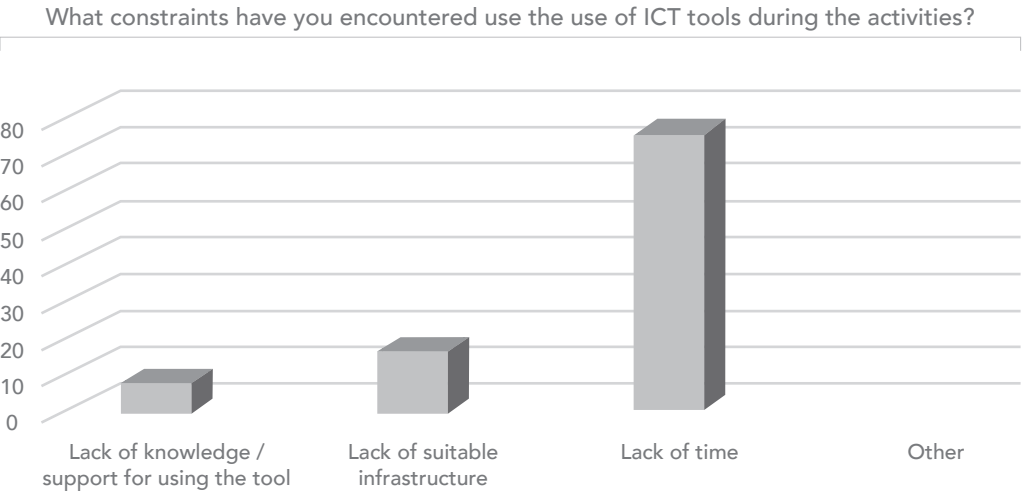 What constraints have you encountered use the use of ICT tools during the activities?
80
70
60
50
40
30
20
10
0
Lack of knowledge /
support for using the tool
Lack of suitable
infrastructure
Lack of time
Other